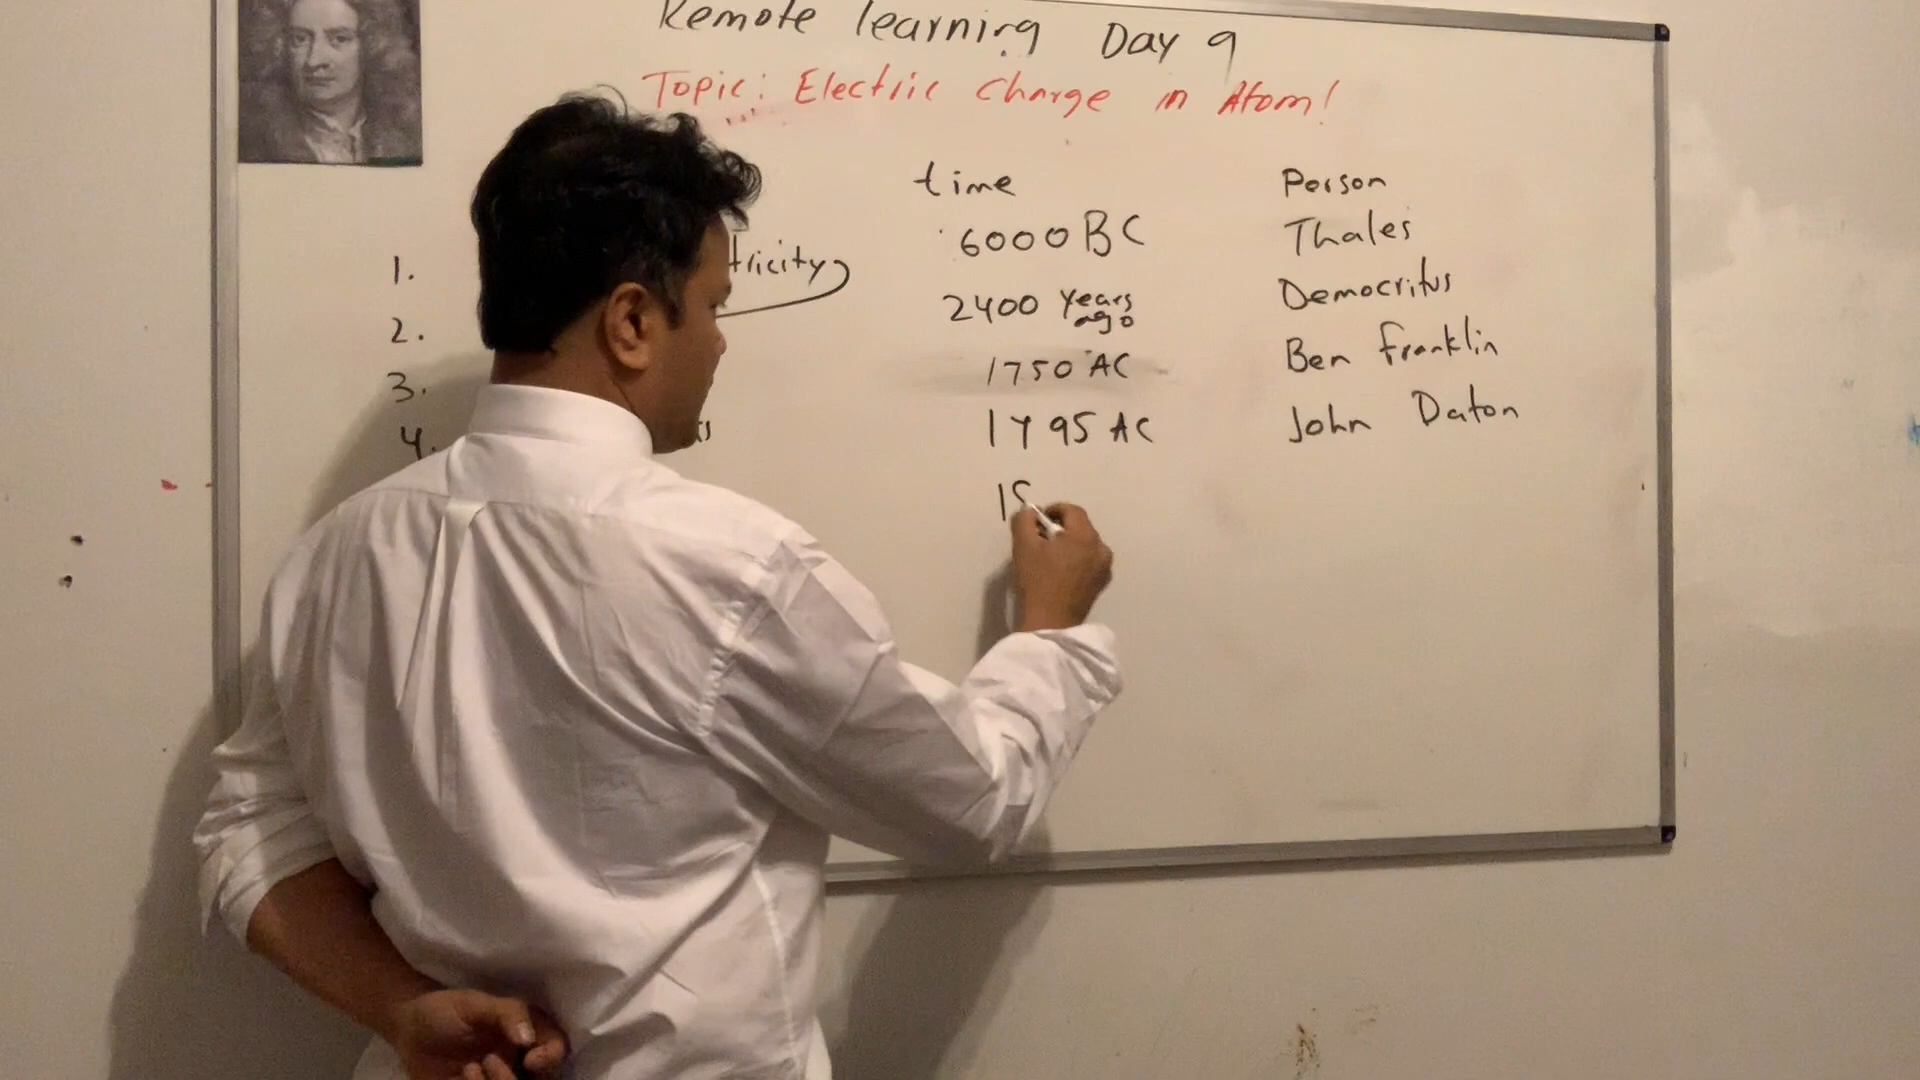 Remote learning Day 9
Topic: Electric Charge in Atom!
time Person
1. tricity 6000 BC Thales
2. 2400 years ago Democritus
3. 1750 AC Ben Franklin
4. 1795 AC John Daton